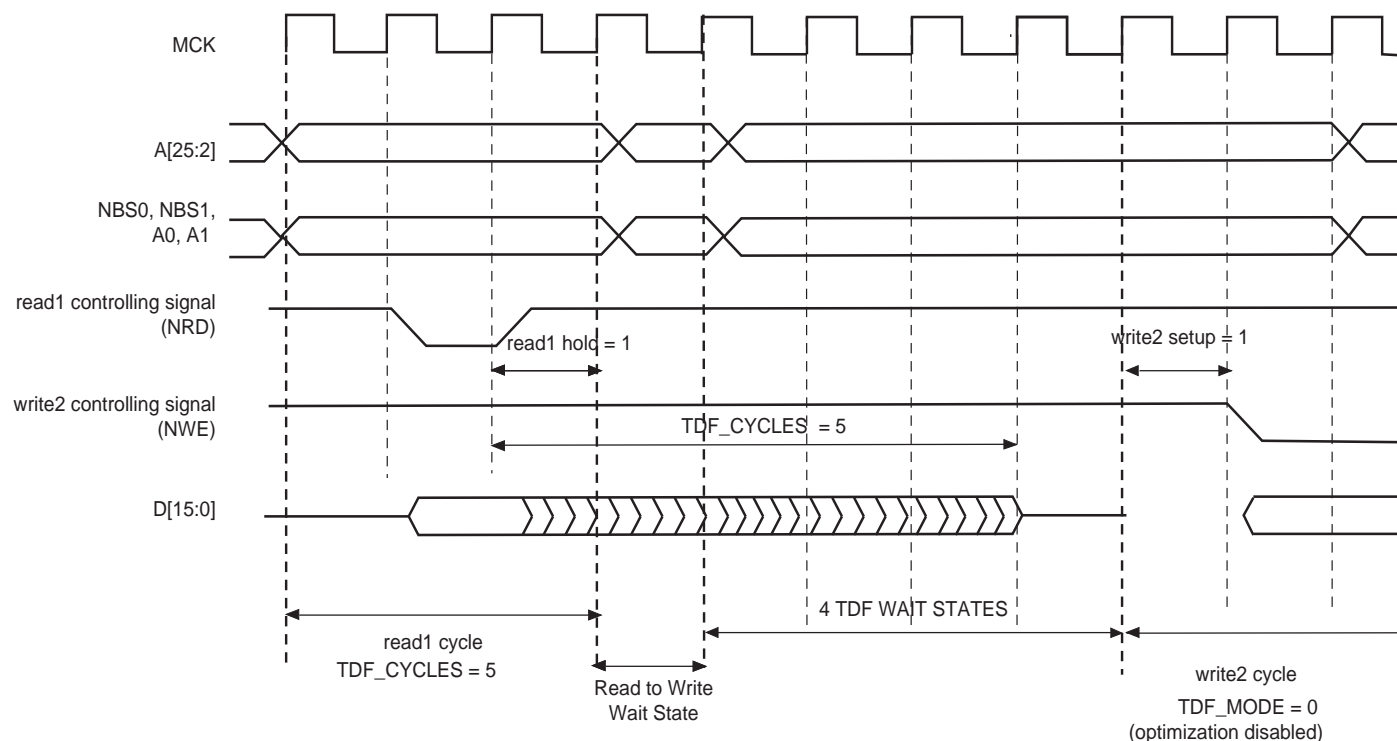 MCK
A[25:2]
NBS0, NBS1,
A0, A1
read1 controlling signal
(NRD)
read1 hold = 1
write2 setup = 1
write2 controlling signal
(NWE)
TDF_CYCLES = 5
D[15:0]
4 TDF WAIT STATES
read1 cycle
TDF_CYCLES = 5
Read to Write
Wait State
write2 cycle
TDF_MODE = 0
(optimization disabled)